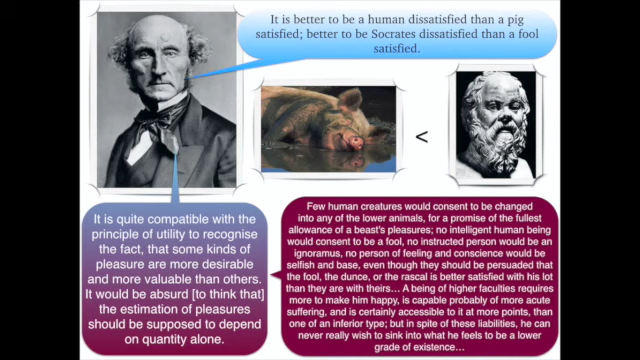 It is better to be a human dissatisfied than a pig
satisfied; better to be Socrates dissatisfied than a fool
satisfied.
<
It is quite compatible with the
principle of utility to recognise
the fact, that some kinds of
pleasure are more desirable
and more valuable than others.
It would be absurd [to think that]
the estimation of pleasures
should be supposed to depend
on quantity alone.
Few human creatures would consent to be changed
into any of the lower animals, for a promise of the fullest
allowance of a beast's pleasures; no intelligent human being
would consent to be a fool, no instructed person would be an
ignoramus, no person of feeling and conscience would be
selfish and base, even though they should be persuaded that
the fool, the dunce, or the rascal is better satisfied with his lot
than they are with theirs... A being of higher faculties requires
more to make him happy, is capable probably of more acute
suffering, and is certainly accessible to it at more points, than
one of an inferior type; but in spite of these liabilities, he can
never really wish to sink into what he feels to be a lower
grade of existence...